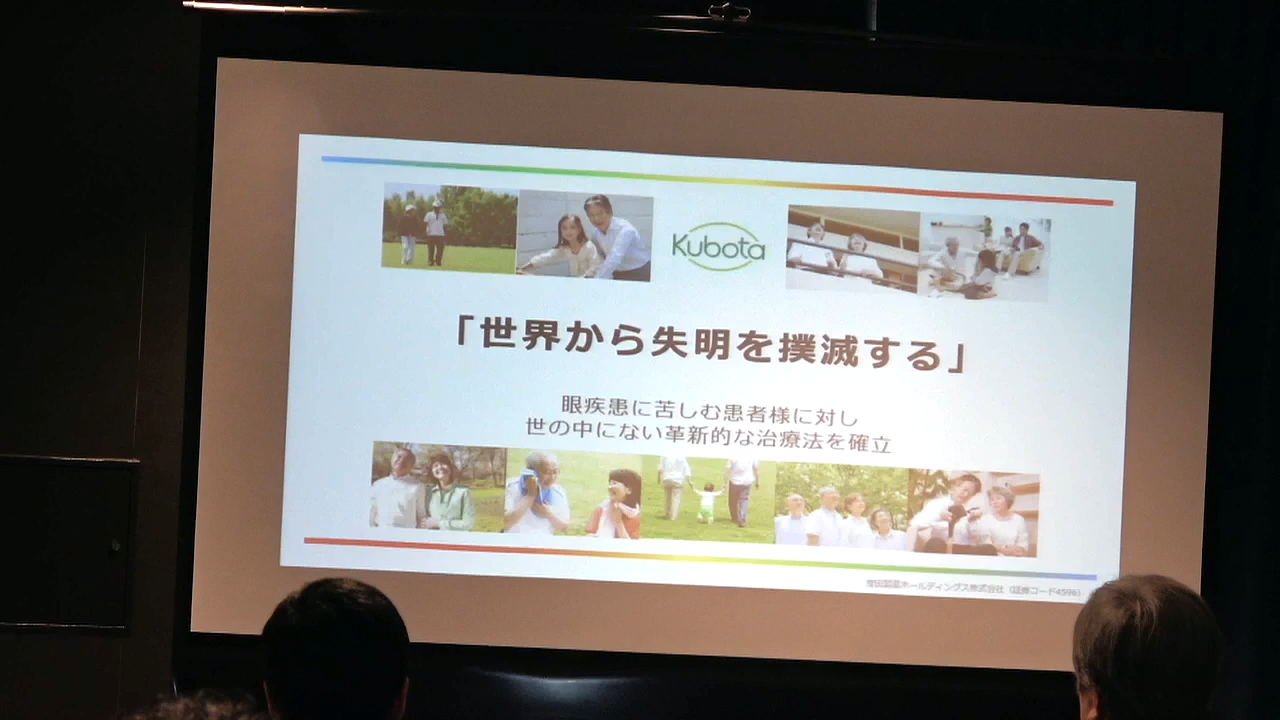 Kubota
「世界から失明を撲滅する」
眼疾患に苦しむ患者様に対し
世の中にない革新的な治療法を確立
窪田製薬ホールディングス株式会社（証券コード4596）